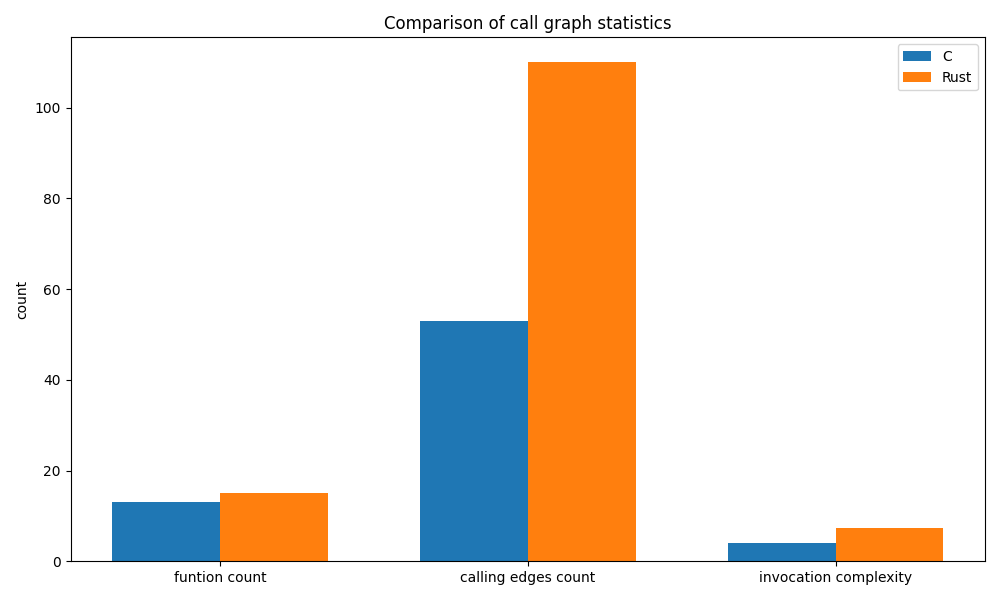 Comparison of call graph statistics
C
Rust
count
100
80
60
40
20
0
funtion count
calling edges count
invocation complexity